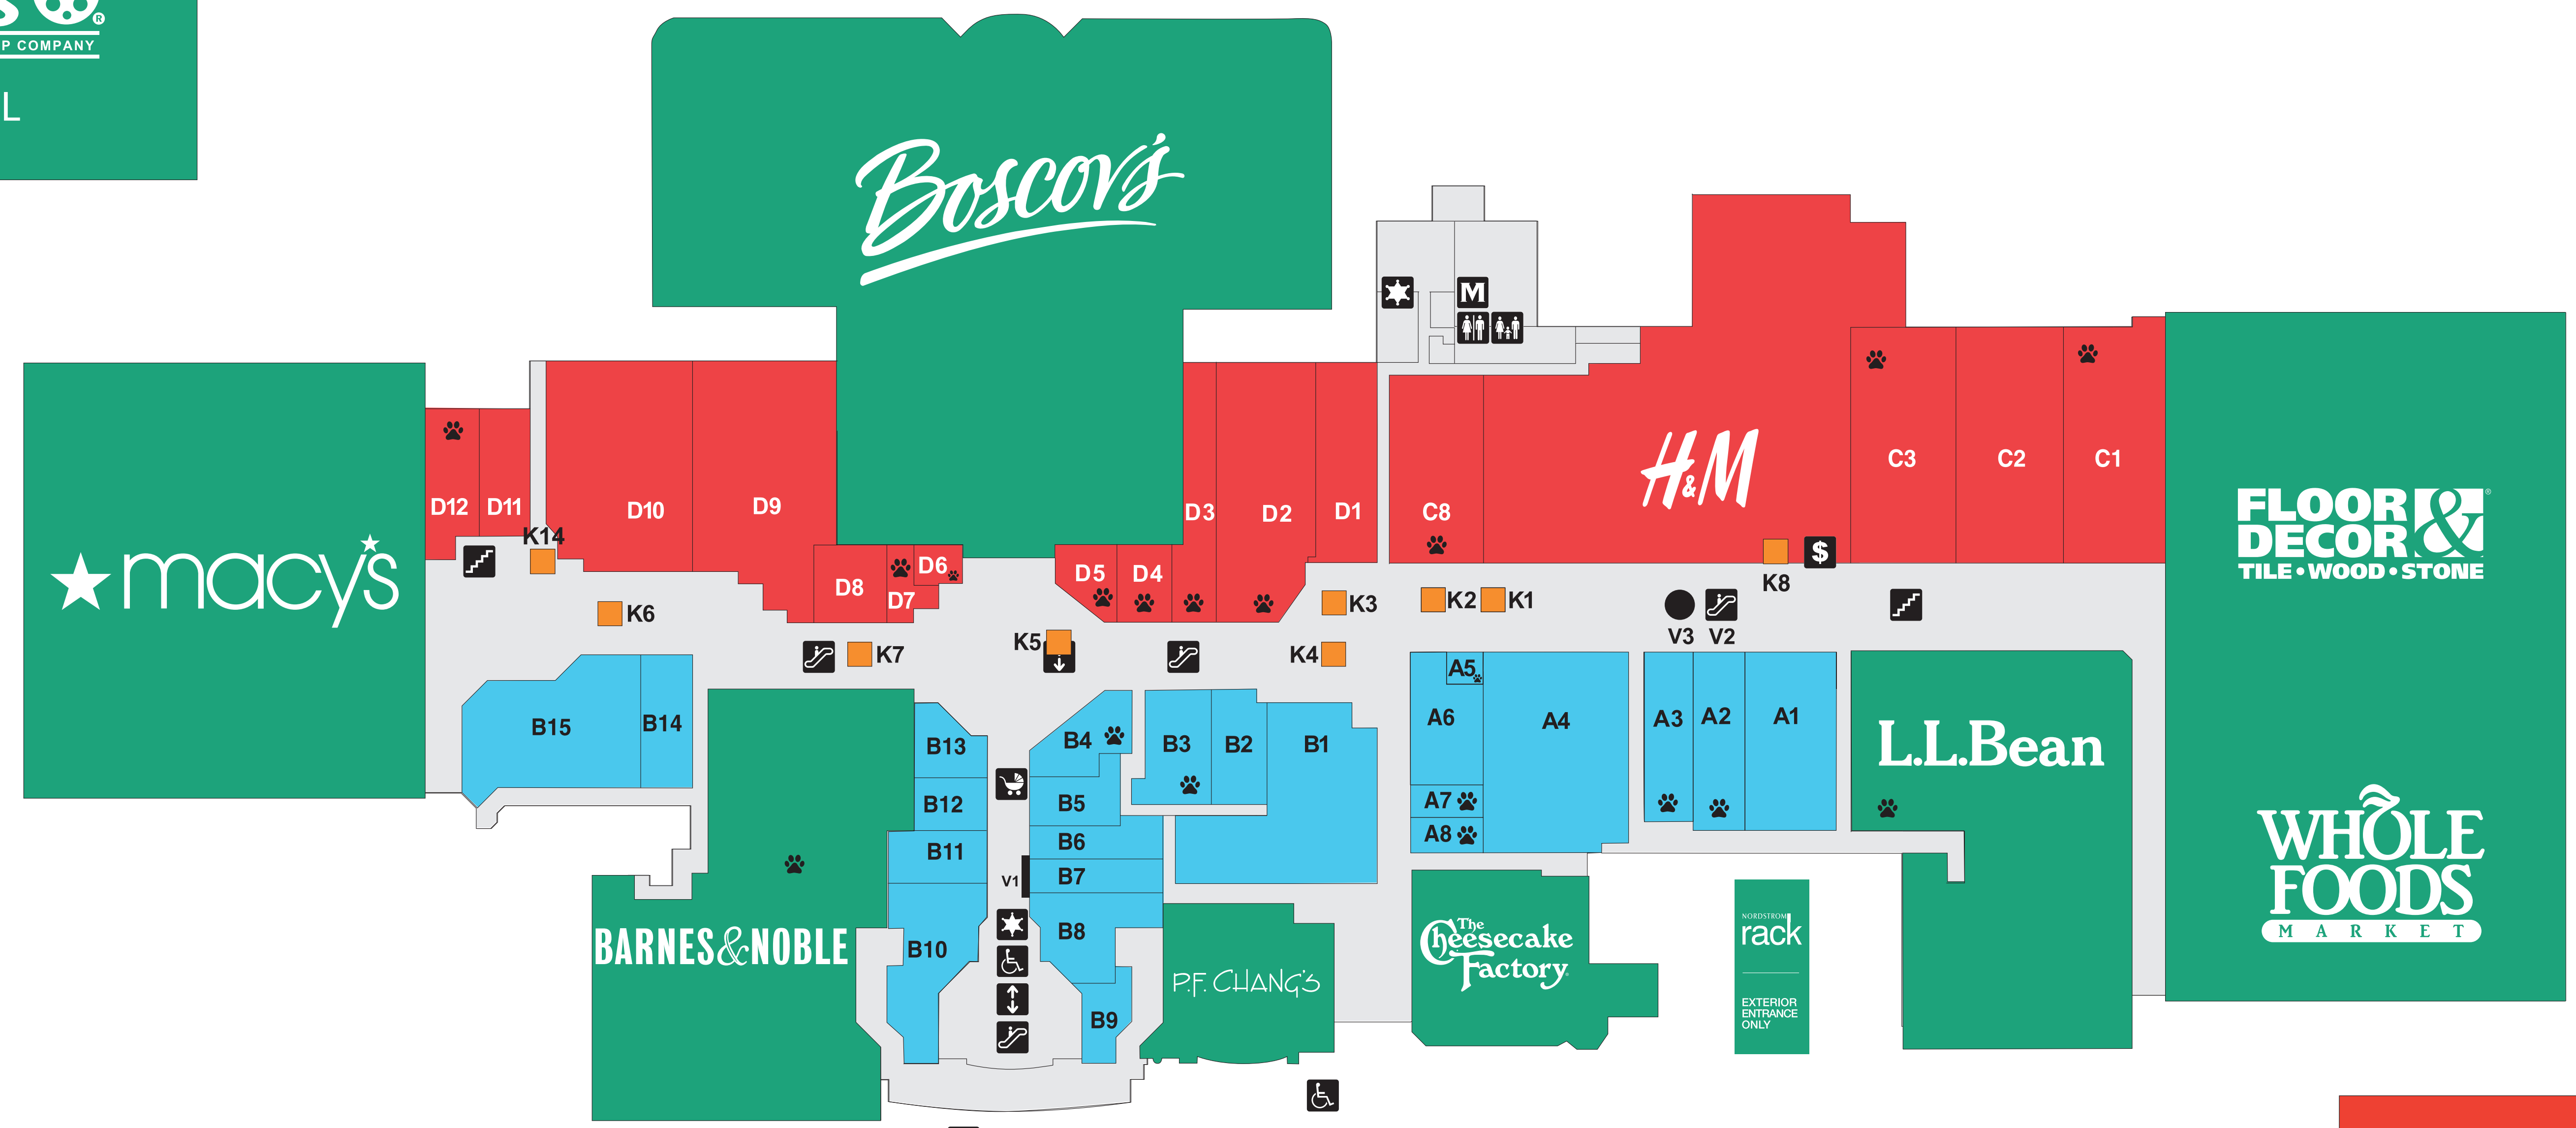 S
®
P COMPANY
L
Boscov's
M
D12
D11
K14
D10
D9
D3
D2
D1
C8
H&M
C3
C2
C1
FLOOR &
DECOR
®
TILE • WOOD • STONE
macy's
D8
D7
D6
D5
D4
K8
$
K6
K7
K5
K3
K4
K2
K1
V3
V2
B15
B14
B13
B12
B11
B10
B4
B5
B6
B7
B8
B9
B3
B2
B1
V1
A5
A6
A7
A8
A4
A3
A2
A1
L.L.Bean
WHOLE
FOODS
MARKET
BARNES&NOBLE
P.F. CHANG'S
The
Cheesecake
Factory
NORDSTROM
rack
EXTERIOR
ENTRANCE
ONLY